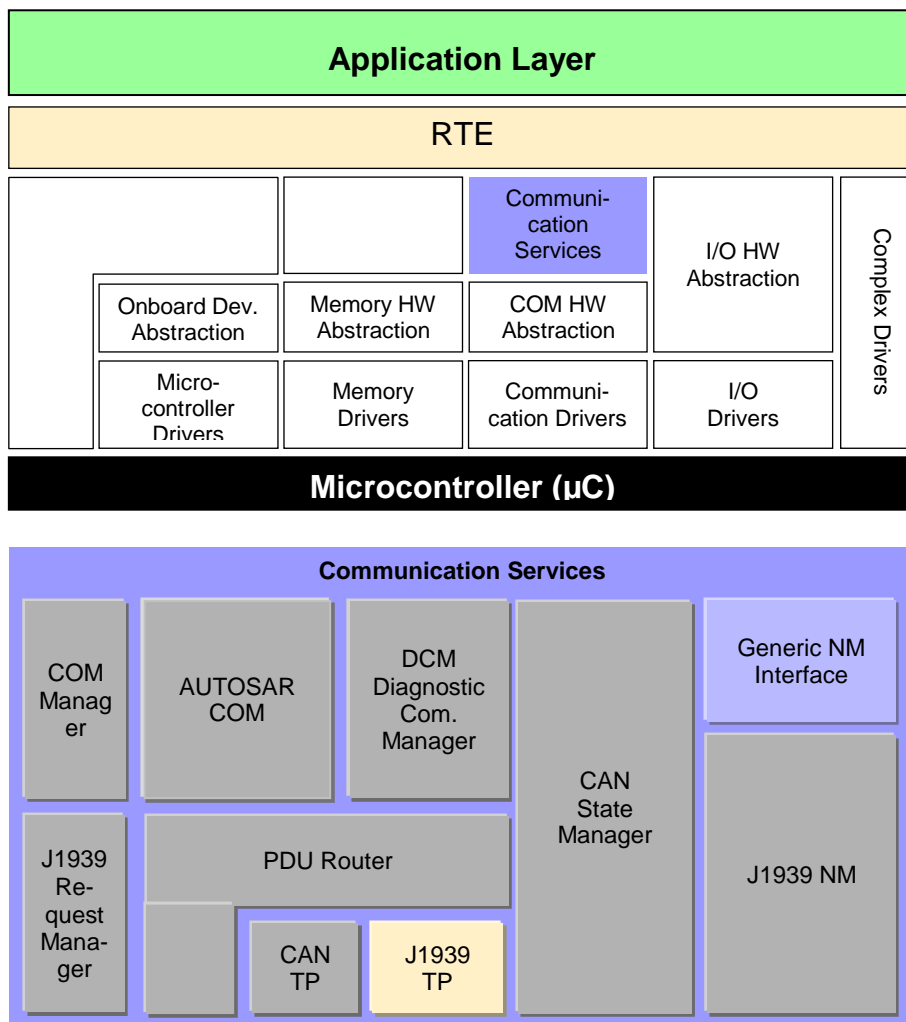 Application Layer
RTE
Communi-
cation
Services
I/O HW
Abstraction
Complex Drivers
Onboard Dev.
Abstraction
Memory HW
Abstraction
COM HW
Abstraction
Micro-
controller
Drivers
Memory
Drivers
Communi-
cation Drivers
I/O
Drivers
Microcontroller (µC)
Communication Services
COM
Manag
er
AUTOSAR
COM
DCM
Diagnostic
Com.
Manager
CAN
State
Manager
Generic NM
Interface
J1939
Re-
quest
Mana-
ger
PDU Router
J1939 NM
CAN
TP
J1939
TP